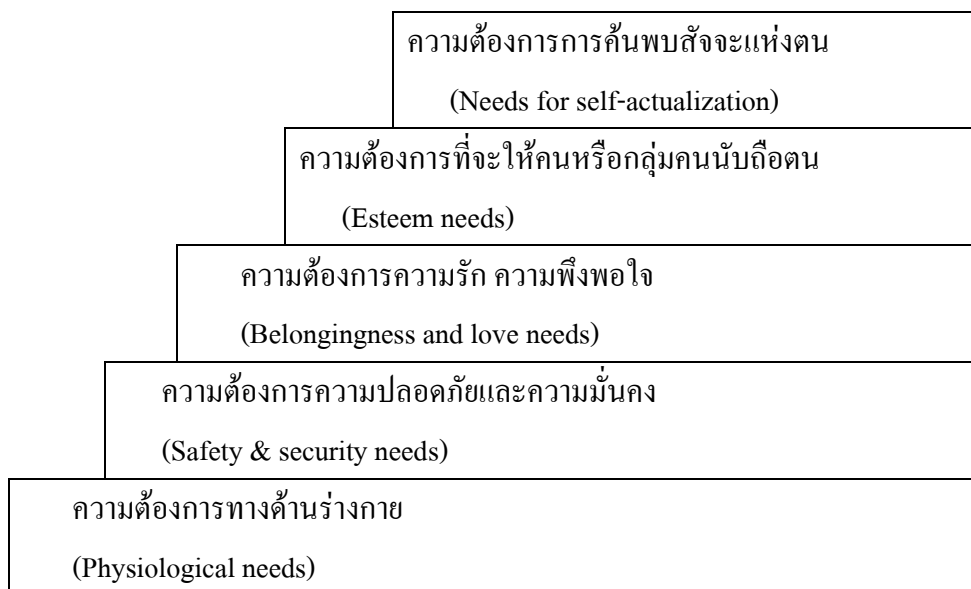 ความต้องการการค้นพบสัจจะแห่งตน
(Needs for self-actualization)
ความต้องการที่จะให้คนหรือกลุ่มคนนับถือตน
(Esteem needs)
ความต้องการความรัก ความพึงพอใจ
(Belongingness and love needs)
ความต้องการความปลอดภัยและความมั่นคง
(Safety & security needs)
ความต้องการทางด้านร่างกาย
(Physiological needs)